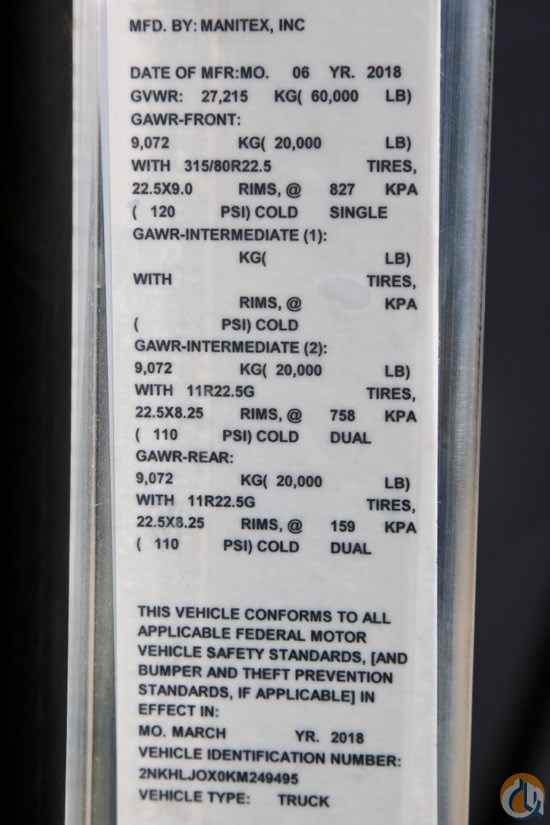 MFD. BY: MANITEX, INC
DATE OF MFR:MO. 06 YR. 2018
GVWR: 27,215 KG( 60,000 LB)
GAWR-FRONT:
9,072 KG( 20,000 LB)
WITH 315/80R22.5 TIRES,
22.5X9.0 RIMS, @ 827 KPA
( 120 PSI) COLD SINGLE
GAWR-INTERMEDIATE (1):
KG( LB)
WITH TIRES,
RIMS, @ KPA
( PSI) COLD
GAWR-INTERMEDIATE (2):
9,072 KG( 20,000 LB)
WITH 11R22.5G TIRES,
22.5X8.25 RIMS, @ 758 KPA
( 110 PSI) COLD DUAL
GAWR-REAR:
9,072 KG( 20,000 LB)
WITH 11R22.5G TIRES,
22.5X8.25 RIMS, @ 159 KPA
( 110 PSI) COLD DUAL
THIS VEHICLE CONFORMS TO ALL
APPLICABLE FEDERAL MOTOR
VEHICLE SAFETY STANDARDS, [AND
BUMPER AND THEFT PREVENTION
STANDARDS, IF APPLICABLE] IN
EFFECT IN:
MO. MARCH YR. 2018
VEHICLE IDENTIFICATION NUMBER:
2NKHLJOX0KM249495
VEHICLE TYPE: TRUCK